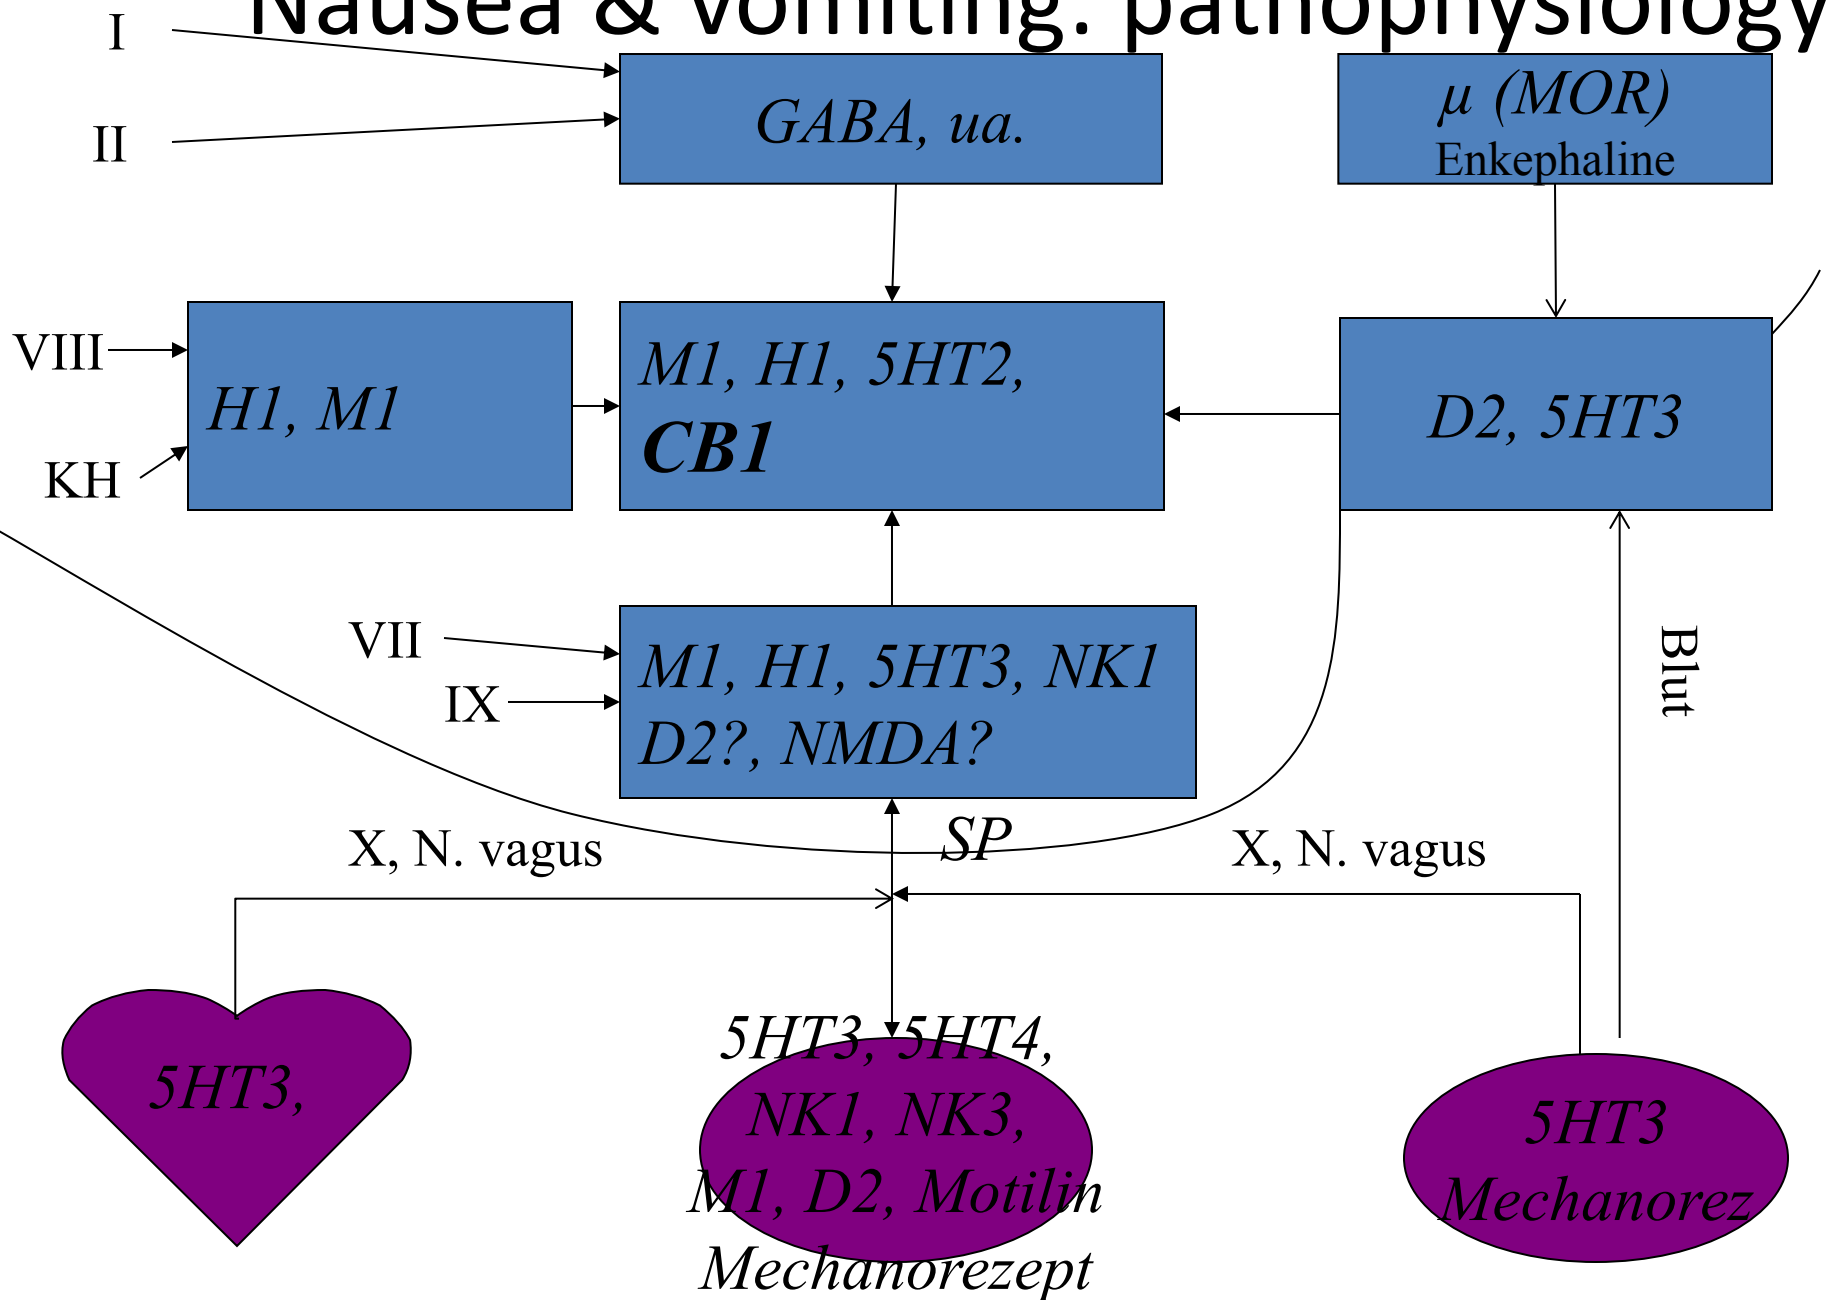 Nausea & vomiting: pathophysiology
I
II
GABA, ua.
µ (MOR)
Enkephaline
VIII
KH
H1, M1
M1, H1, 5HT2,
CB1
D2, 5HT3
VII
IX
M1, H1, 5HT3, NK1
D2?, NMDA?
Blut
SP
X, N. vagus
X, N. vagus
5HT3,
5HT3, 5HT4,
NK1, NK3,
M1, D2, Motilin
Mechanorezept
5HT3
Mechanorez